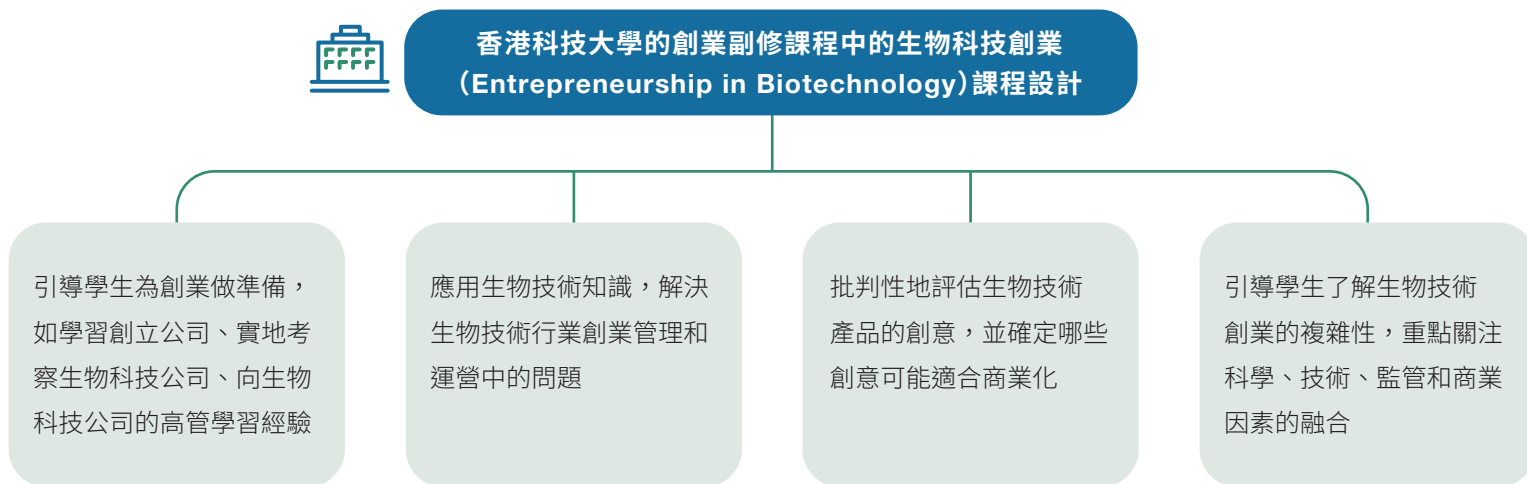 香港科技大學的創業副修課程中的生物科技創業
（Entrepreneurship in Biotechnology）課程設計
引導學生為創業做準備，
如學習創立公司、實地考
察生物科技公司、向生物
科技公司的高管學習經驗
應用生物技術知識，解決
生物技術行業創業管理和
運營中的問題
批判性地評估生物技術
產品的創意，並確定哪些
創意可能適合商業化
引導學生了解生物技術
創業的複雜性，重點關注
科學、技術、監管和商業
因素的融合